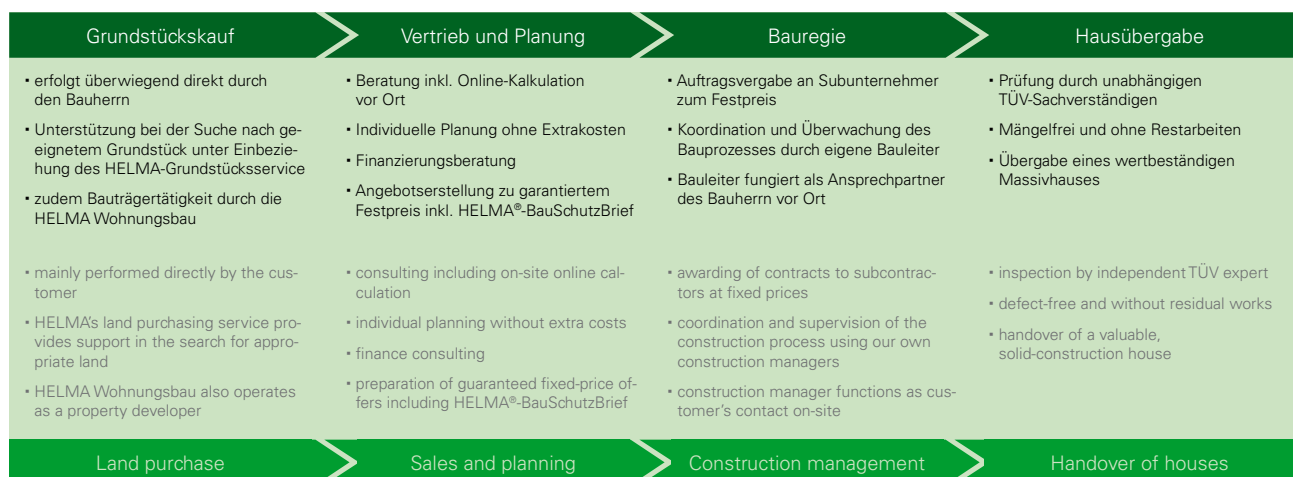 Grundstückskauf
Vertrieb und Planung
Bauregie
Hausübergabe
• erfolgt überwiegend direkt durch
den Bauherrn
• Unterstützung bei der Suche nach ge-
eignetem Grundstück unter Einbezie-
hung des HELMA-Grundstücksservice
• zudem Bauträgertätigkeit durch die
HELMA Wohnungsbau
• Beratung inkl. Online-Kalkulation
vor Ort
• Individuelle Planung ohne Extrakosten
• Finanzierungsberatung
• Angebotserstellung zu garantiertem
Festpreis inkl. HELMA®-BauSchutzBrief
• Auftragsvergabe an Subunternehmer
zum Festpreis
• Koordination und Überwachung des
Bauprozesses durch eigene Bauleiter
• Bauleiter fungiert als Ansprechpartner
des Bauherrn vor Ort
• Prüfung durch unabhängigen
TÜV-Sachverständigen
• Mängelfrei und ohne Restarbeiten
• Übergabe eines wertbeständigen
Massivhauses
• mainly performed directly by the cus-
tomer
• HELMA's land purchasing service pro-
vides support in the search for appro-
priate land
• HELMA Wohnungsbau also operates
as a property developer
• consulting including on-site online cal-
culation
• individual planning without extra costs
• finance consulting
• preparation of guaranteed fixed-price of-
fers including HELMA®-BauSchutzBrief
• awarding of contracts to subcontrac-
tors at fixed prices
• coordination and supervision of the
construction process using our own
construction managers
• construction manager functions as cus-
tomer's contact on-site
• inspection by independent TÜV expert
• defect-free and without residual works
• handover of a valuable,
solid-construction house
Land purchase
Sales and planning
Construction management
Handover of houses